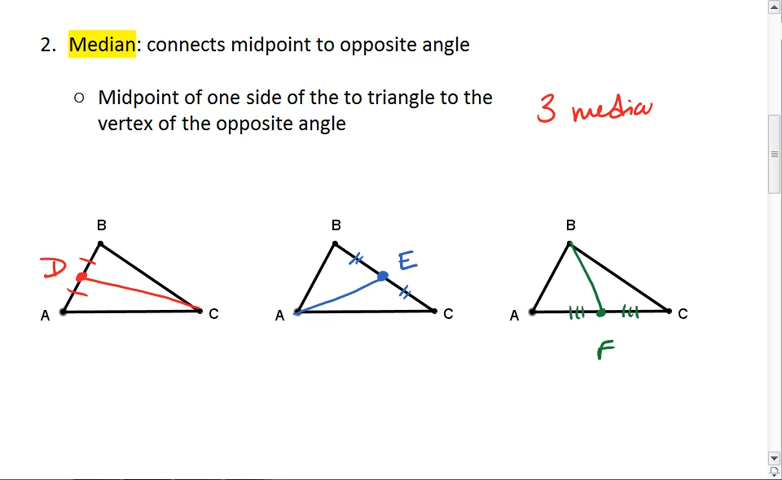 2. Median: connects midpoint to opposite angle
o Midpoint of one side of the to triangle to the
vertex of the opposite angle
3 media
B
D
A
C
B
E
A
C
B
A
C
F